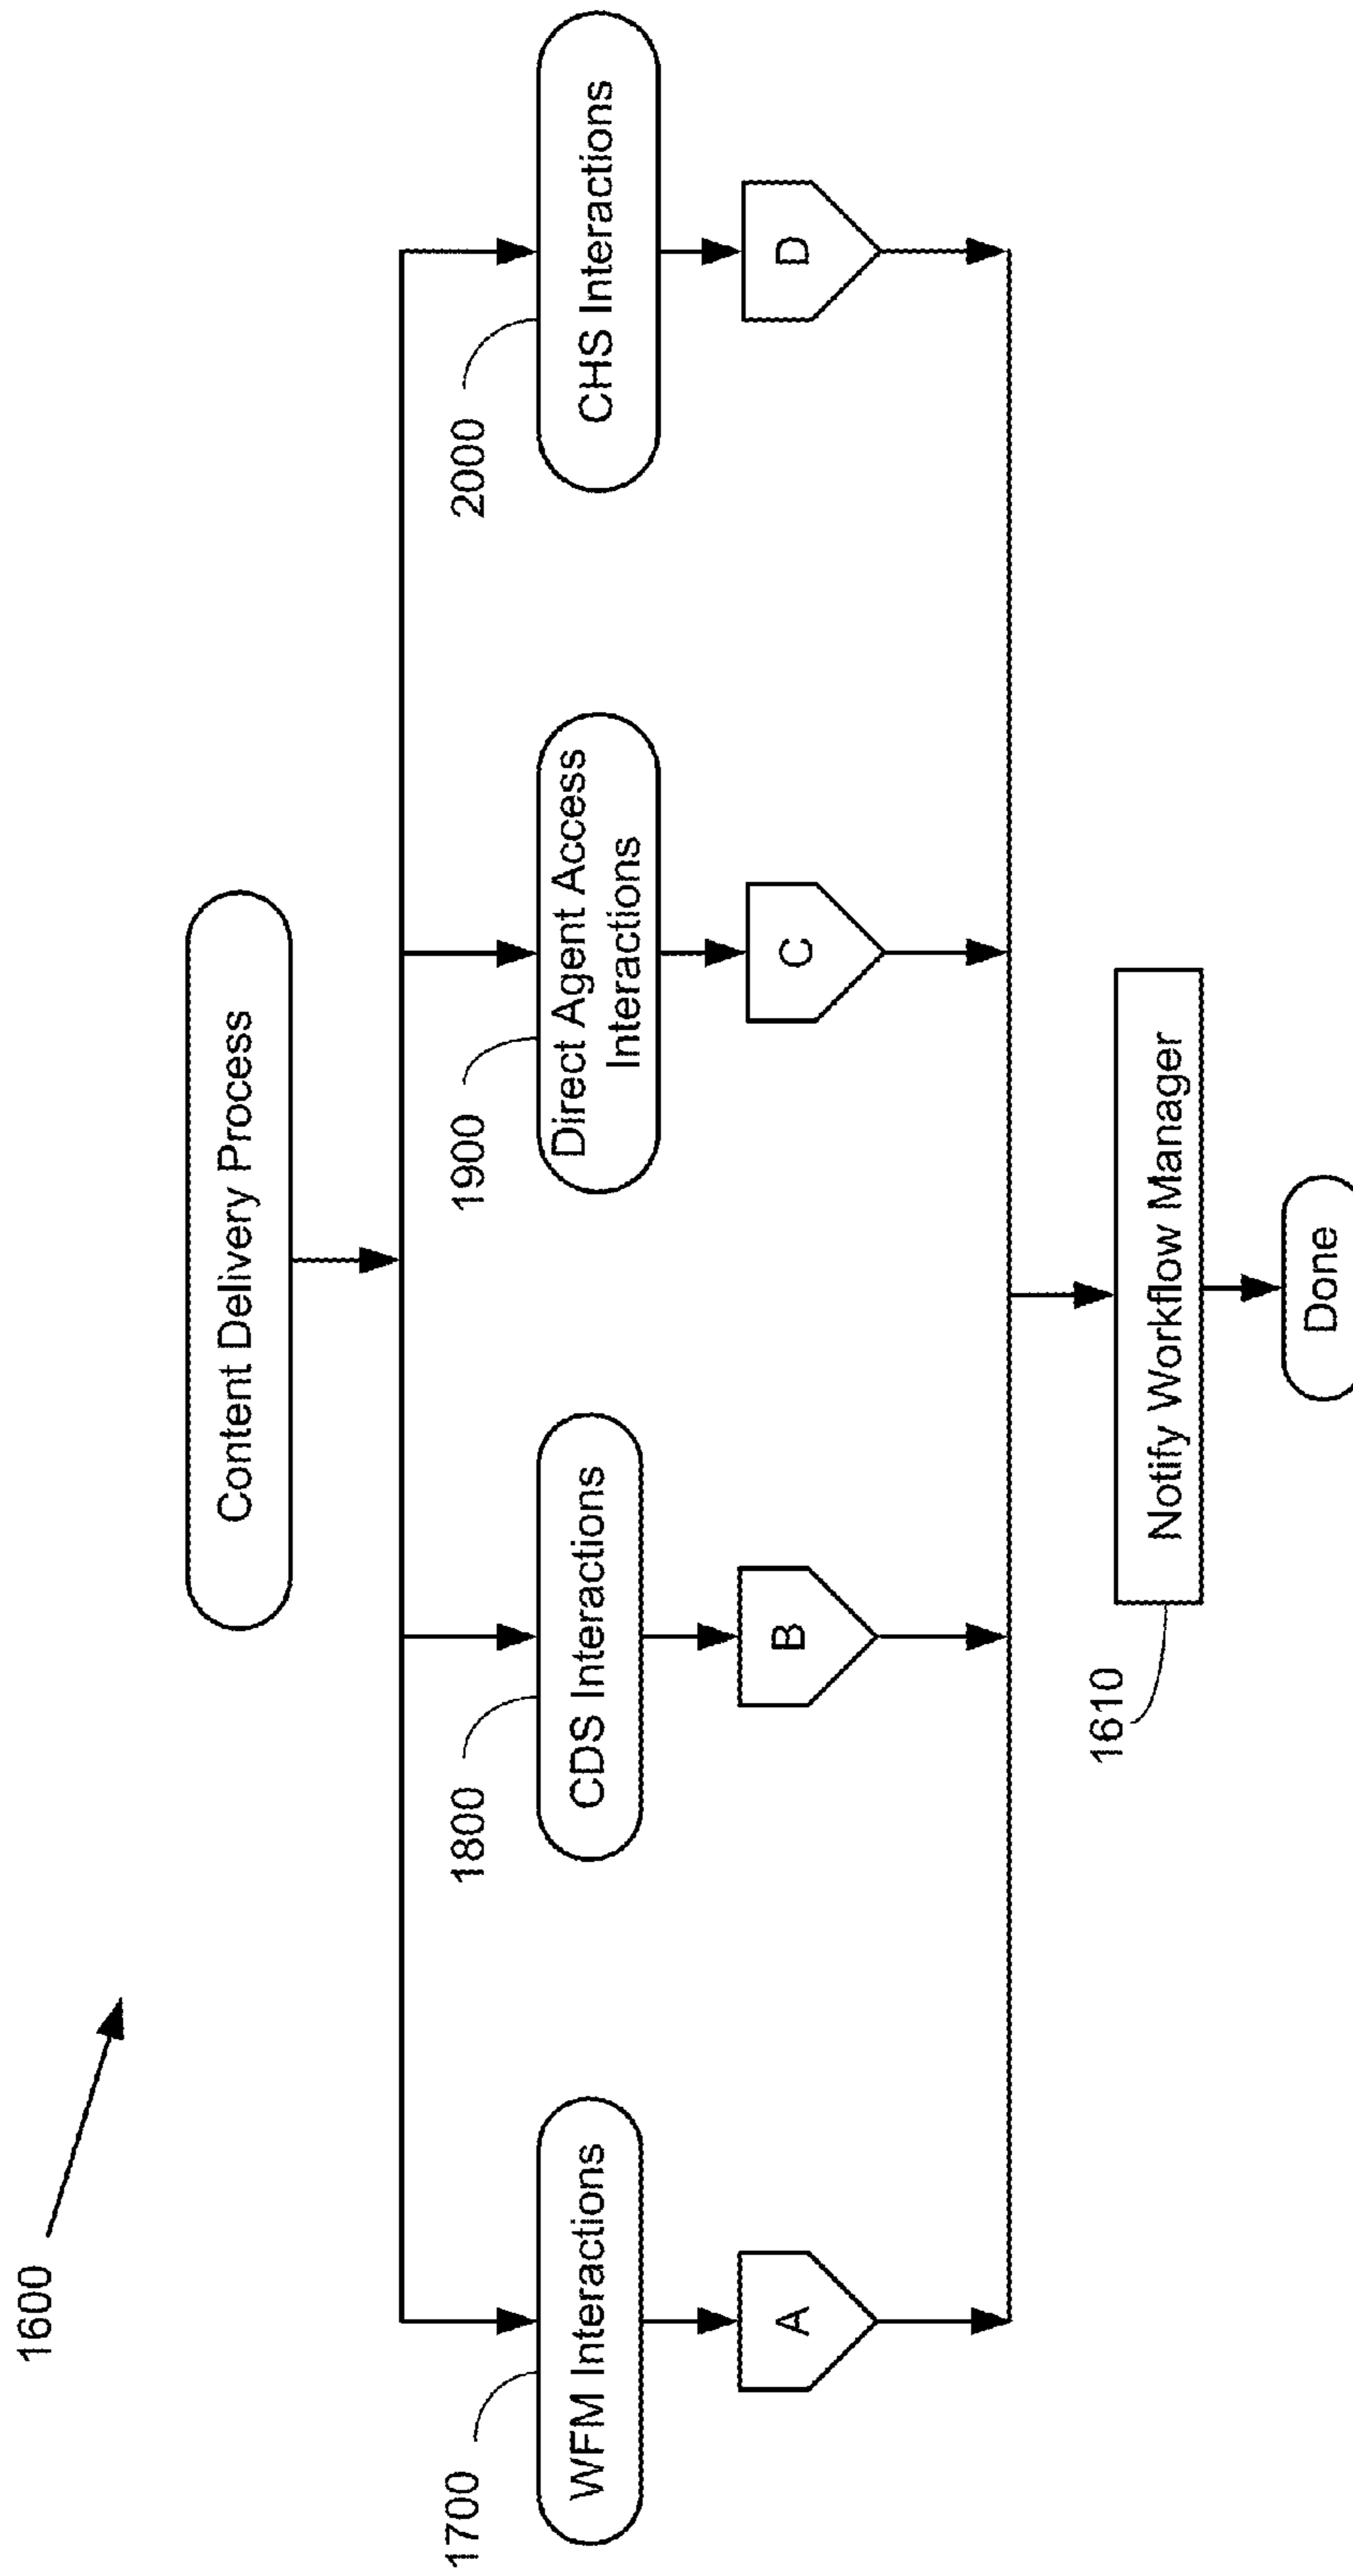 1600
Content Delivery Process
1700
WFM Interactions
1800
CDS Interactions
1900
Direct Agent Access
Interactions
2000
CHS Interactions
A
B
C
D
1610
Notify Workflow Manager
Done